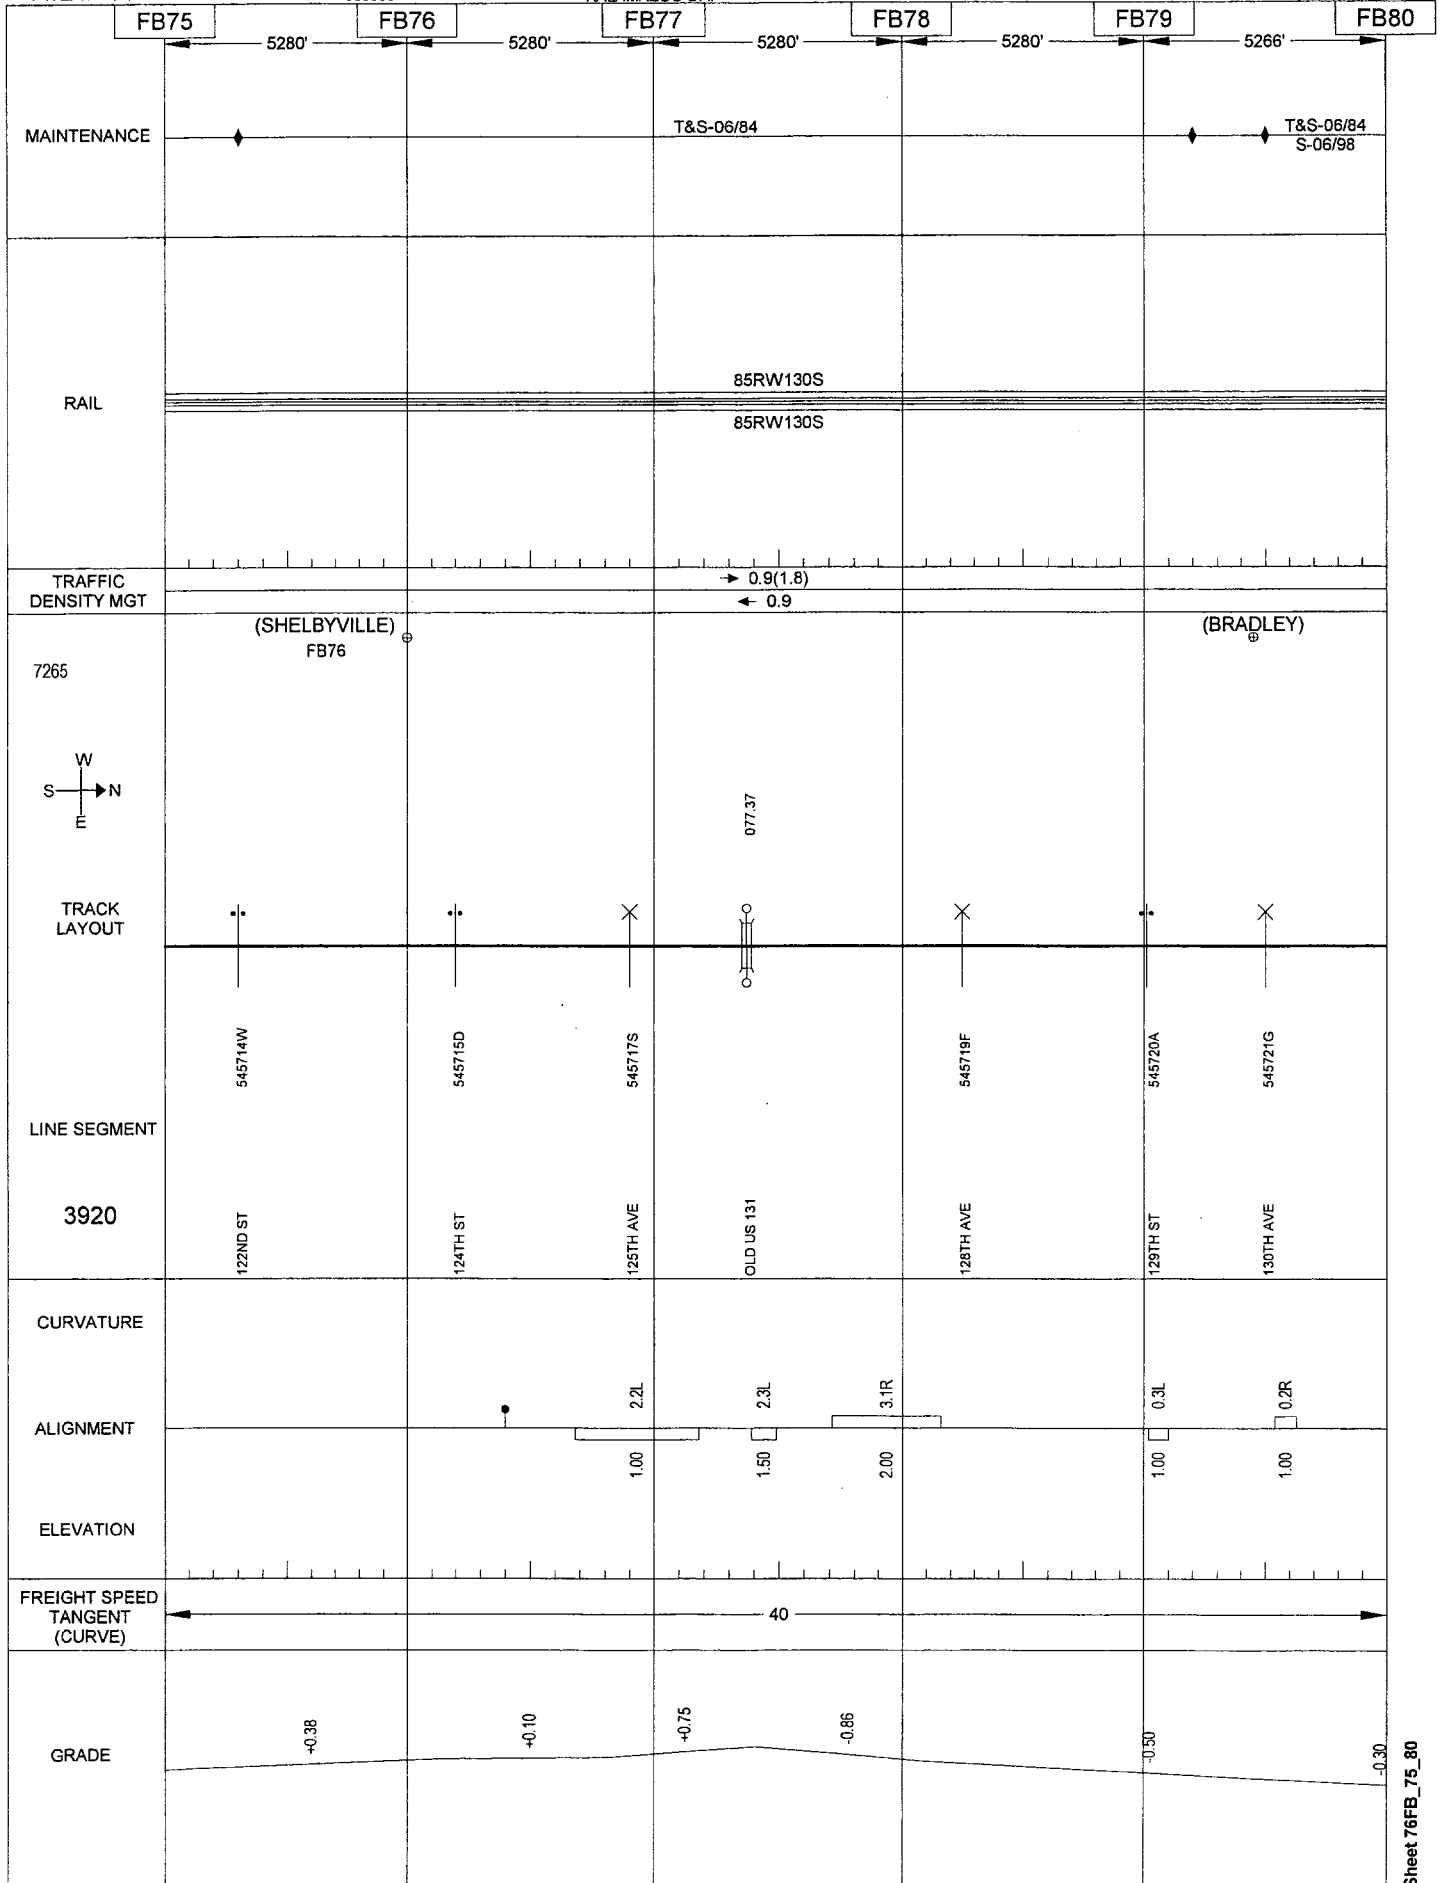 FB75 FB76 FB77 FB78 FB79 FB80
5280' 5280' 5280' 5280' 5266'
MAINTENANCE
T&S-06/84
T&S-06/84
S-06/98
RAIL
85RW130S
85RW130S
TRAFFIC
DENSITY MGT
0.9(1.8)
0.9
(SHELBYVILLE)
FB76
(BRADLEY)
7265
W
S N
E
077.37
TRACK
LAYOUT
545714W 545715D 545717S 545719F 545720A 545721G
LINE SEGMENT
3920
122ND ST 124TH ST 125TH AVE OLD US 131 128TH AVE 129TH ST 130TH AVE
CURVATURE
2.2L 2.3L 3.1R 0.3L 0.2R
ALIGNMENT
1.00 1.50 2.00 1.00 1.00
ELEVATION
FREIGHT SPEED
TANGENT
(CURVE)
40
GRADE
+0.38 +0.10 +0.75 -0.86 -0.50 -0.30
Sheet 76FB_75_80